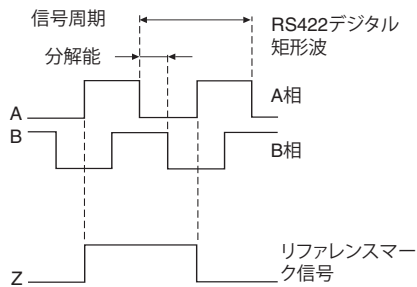 信号周期
RS422デジタル
矩形波
分解能
A相
A
B
B相
リファレンスマー
ク信号
Z